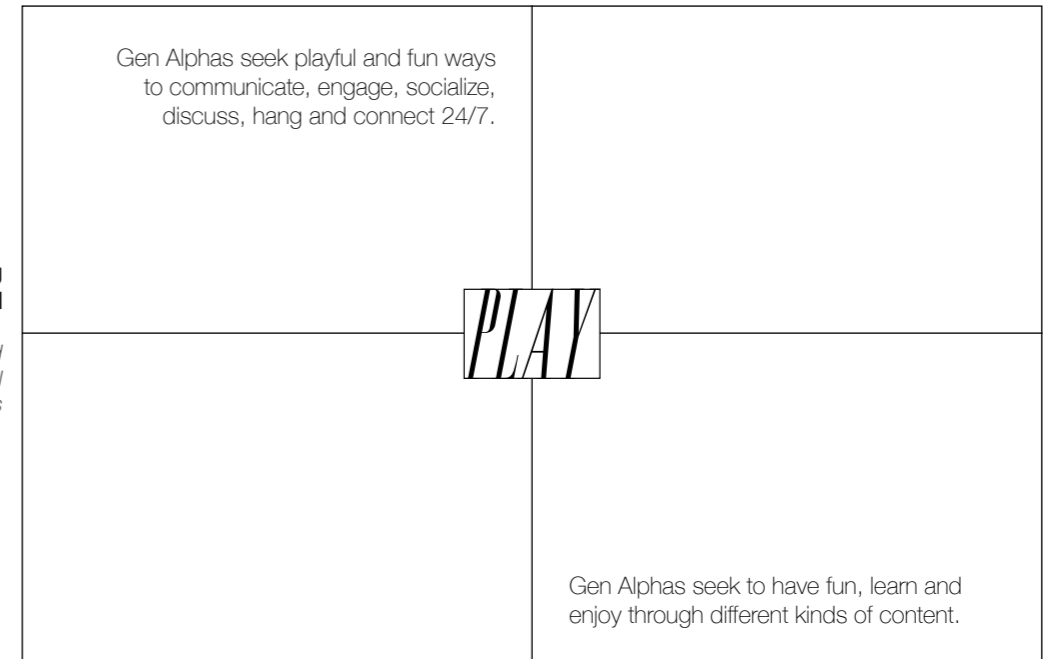 Gen Alphas seek playful and fun ways
to communicate, engage, socialize,
discuss, hang and connect 24/7.
PLAY
Gen Alphas seek to have fun, learn and
enjoy through different kinds of content.